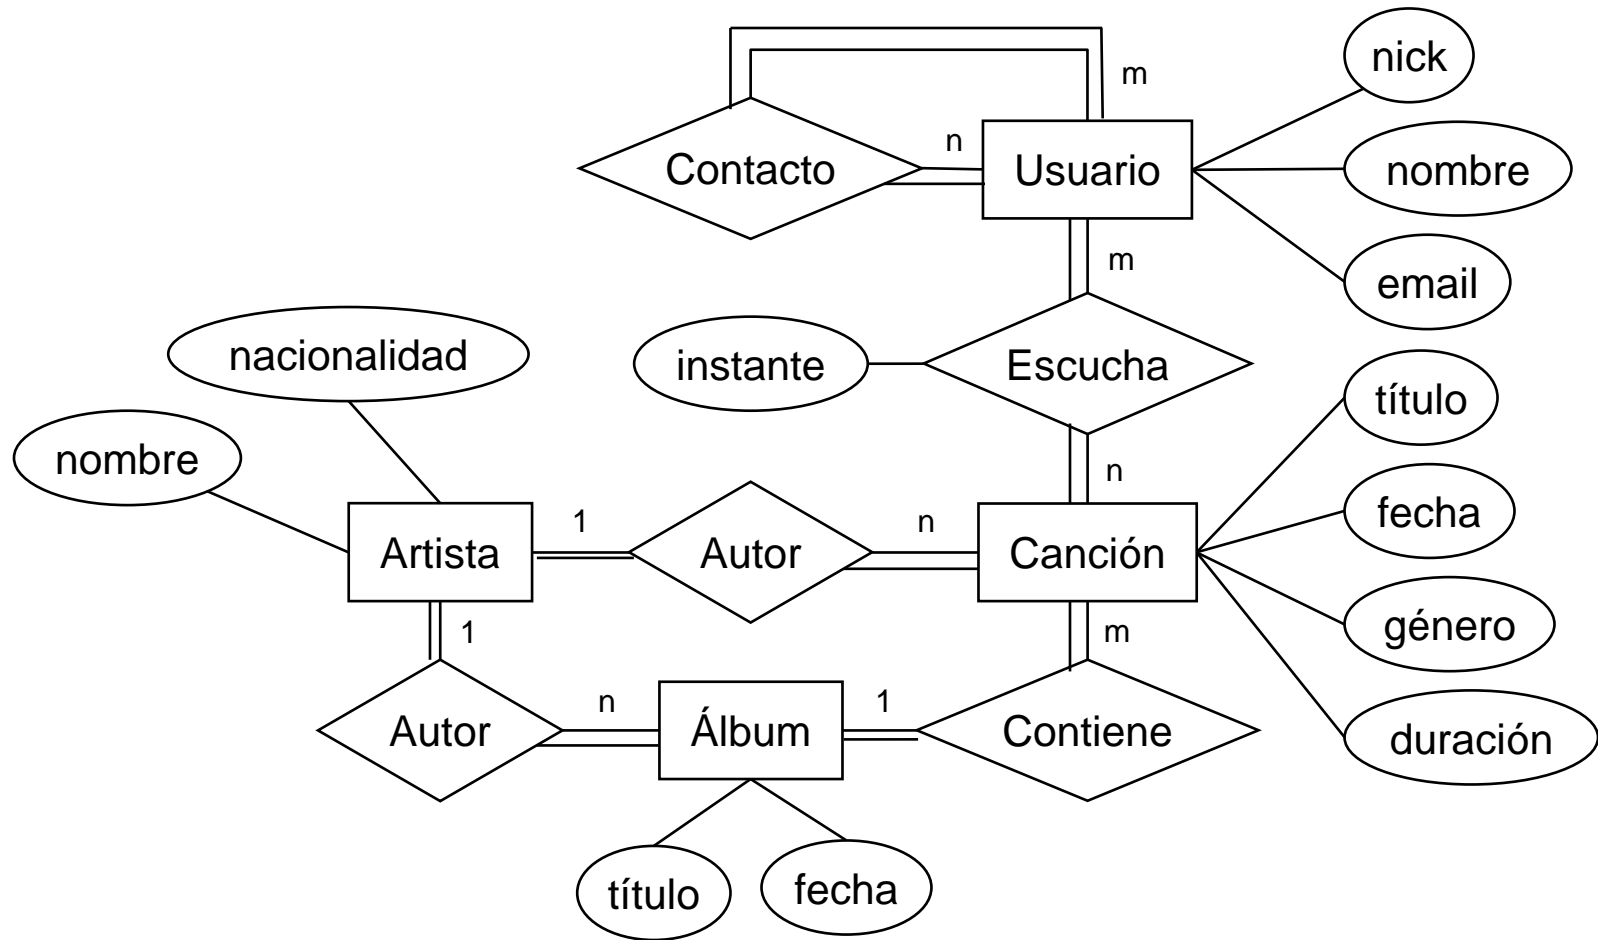 nick
m
n
Contacto
Usuario
nombre
m
email
nacionalidad
instante
Escucha
título
nombre
n
fecha
1
n
Artista
Autor
Canción
1
m
género
n
1
Autor
Álbum
Contiene
duración
título
fecha